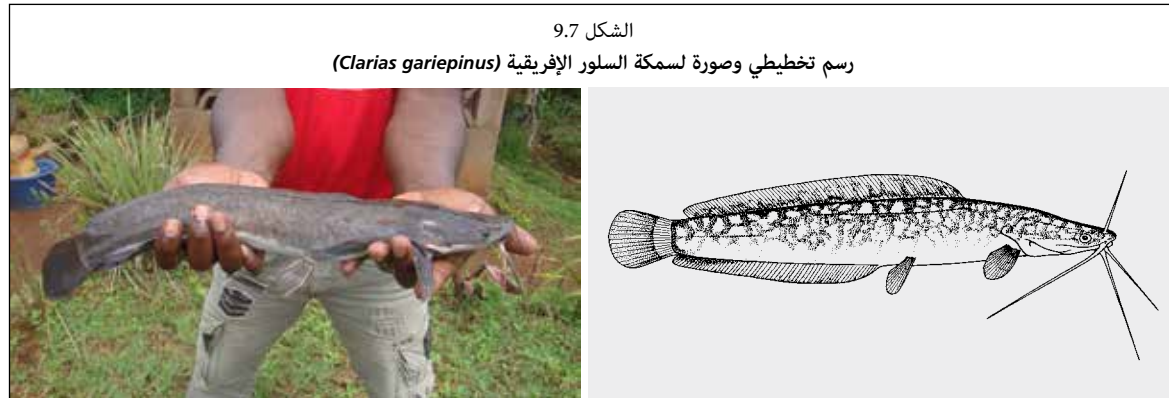 الشكل 9.7
رسم تخطيطي وصورة لسمكة السلور الإفريقية (Clarias gariepinus)